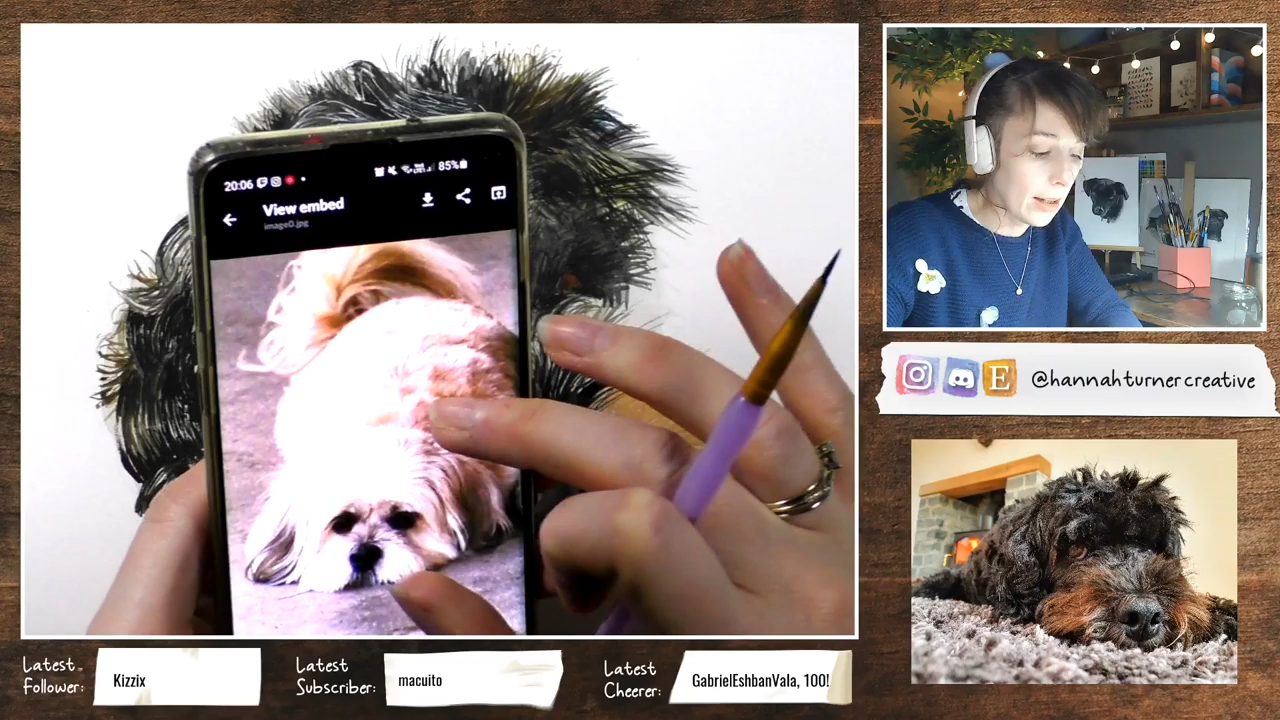 20:06
85%
View embed
image0.jpg
@hannahturnercreative
Latest
Follower:
Kizzix
Latest
Subscriber:
macuito
Latest
Cheerer:
GabrielEshbanVala, 100!